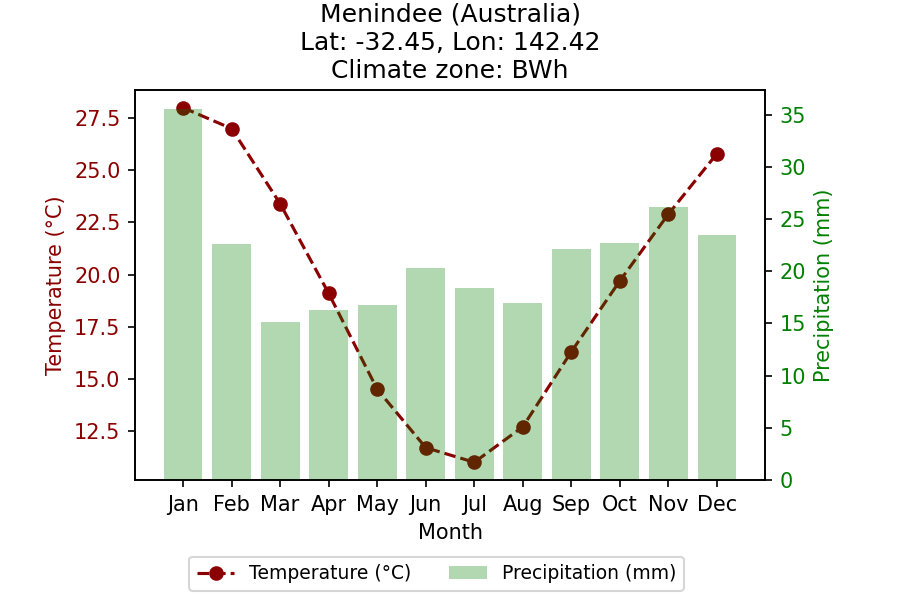 Menindee (Australia)
Lat: -32.45, Lon: 142.42
Climate zone: BWh
Temperature (°C)
27.5
25.0
22.5
20.0
17.5
15.0
12.5
35
30
25
20
15
10
5
0
Precipitation (mm)
Jan Feb Mar Apr May Jun Jul Aug Sep Oct Nov Dec
Month
Temperature (°C) Precipitation (mm)